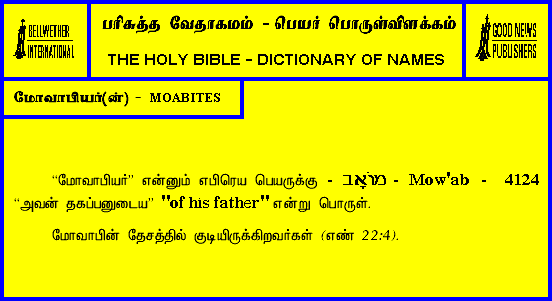 BELLWETHER
INTERNATIONAL
பரிசுத்த வேதாகமம் - பெயர் பொருள்விளக்கம்
THE HOLY BIBLE - DICTIONARY OF NAMES
GOOD NEWS
PUBLISHERS
மோவாபியர்(ன்) - MOABITES
“மோவாபியர்” என்னும் எபிரெய பெயருக்கு - מֹוֹאָב - Mow'ab - 4124
“அவன் தகப்பனுடைய” "of his father" என்று பொருள்.
மோவாபின் தேசத்தில் குடியிருக்கிறவர்கள் (எண் 22:4).